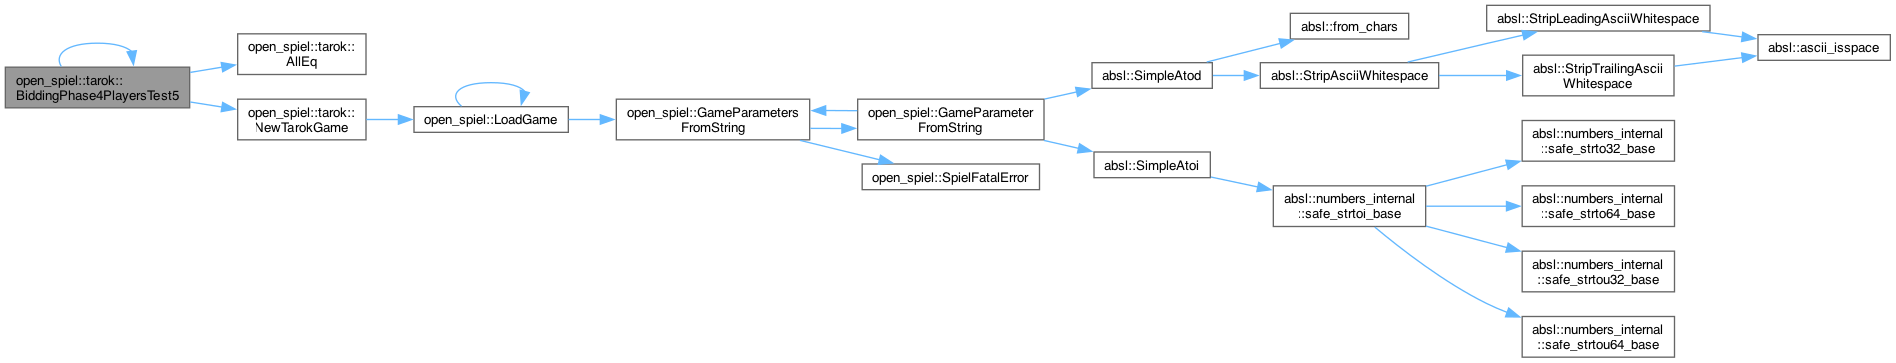 open_spiel::tarok::
BiddingPhase4PlayersTest5
open_spiel::tarok::
AllEq
open_spiel::tarok::
NewTarokGame
open_spiel::LoadGame
open_spiel::GameParameters
FromString
open_spiel::GameParameter
FromString
open_spiel::SpielFatalError
absl::SimpleAtod
absl::SimpleAtoi
absl::from_chars
absl::StripAsciiWhitespace
absl::numbers_internal
::safe_strtoi_base
absl::StripLeadingAsciiWhitespace
absl::StripTrailingAscii
Whitespace
absl::ascii_isspace
absl::numbers_internal
::safe_strto32_base
absl::numbers_internal
::safe_strto64_base
absl::numbers_internal
::safe_strtou32_base
absl::numbers_internal
::safe_strtou64_base